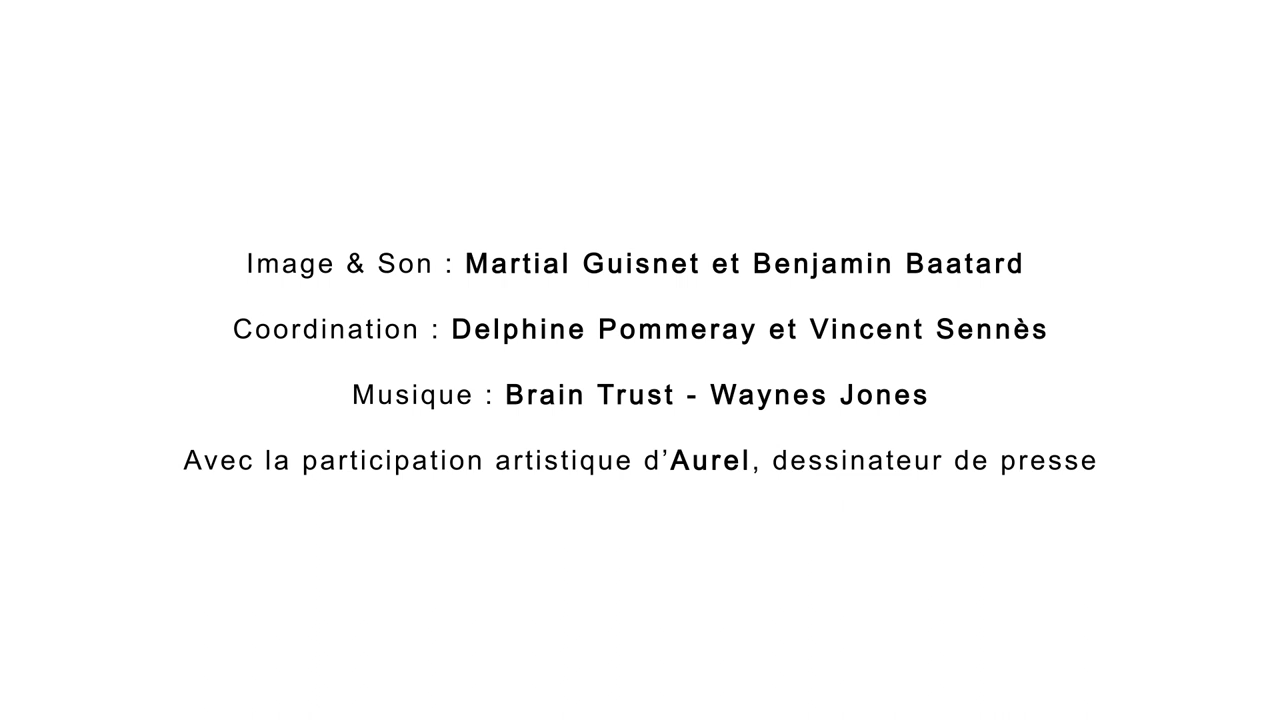 Image & Son : Martial Guisnet et Benjamin Baatard
Coordination : Delphine Pommeray et Vincent Sennès
Musique : Brain Trust - Waynes Jones
Avec la participation artistique d’Aurel, dessinateur de presse